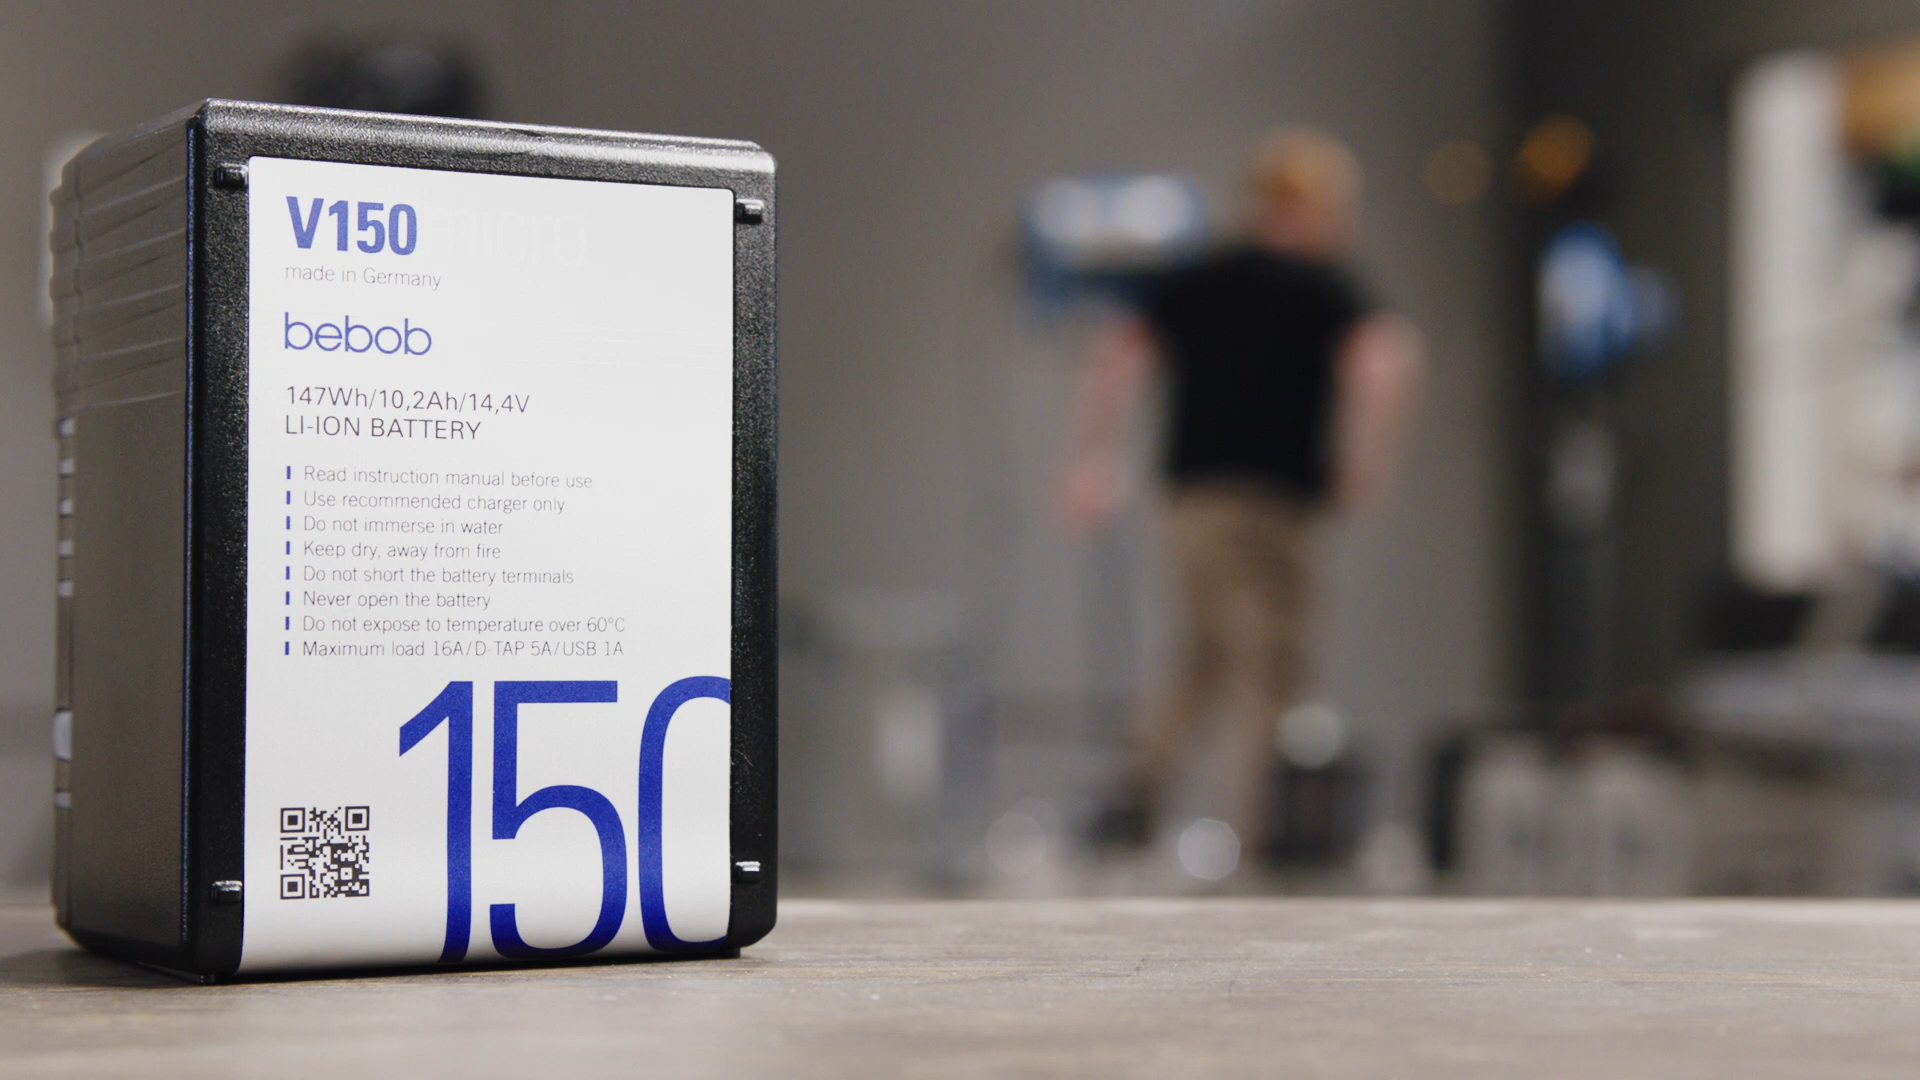 V150 micro
made in Germany
bebob
147Wh/10,2Ah/14,4V
LI-ION BATTERY
Read instruction manual before use
Use recommended charger only
Do not immerse in water
Keep dry, away from fire
Do not short the battery terminals
Never open the battery
Do not expose to temperature over 60°C
Maximum load 16A/D-TAP 5A/USB 1A
150